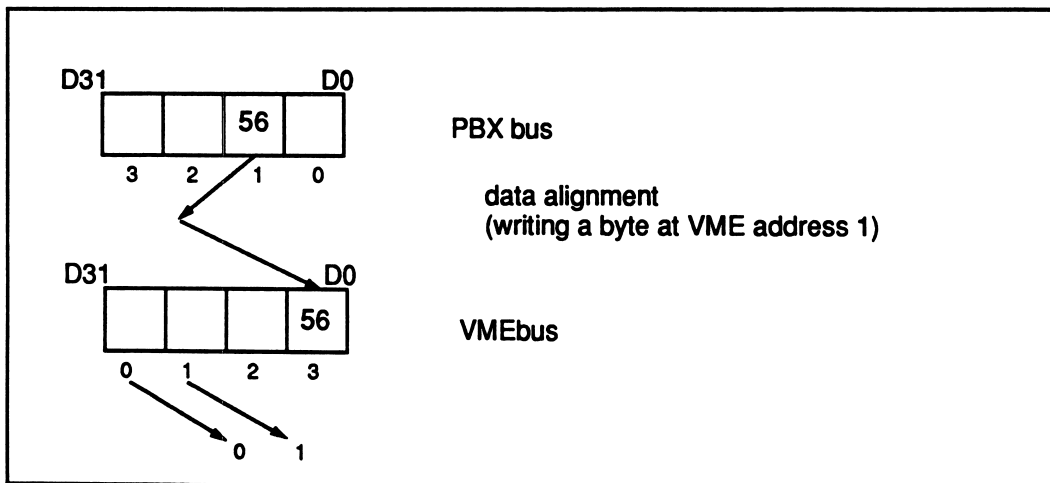 D31 D0
56
PBX bus
3 2 1 0
data alignment
(writing a byte at VME address 1)
D31 D0
56
VMEbus
0 1 2 3
0 1